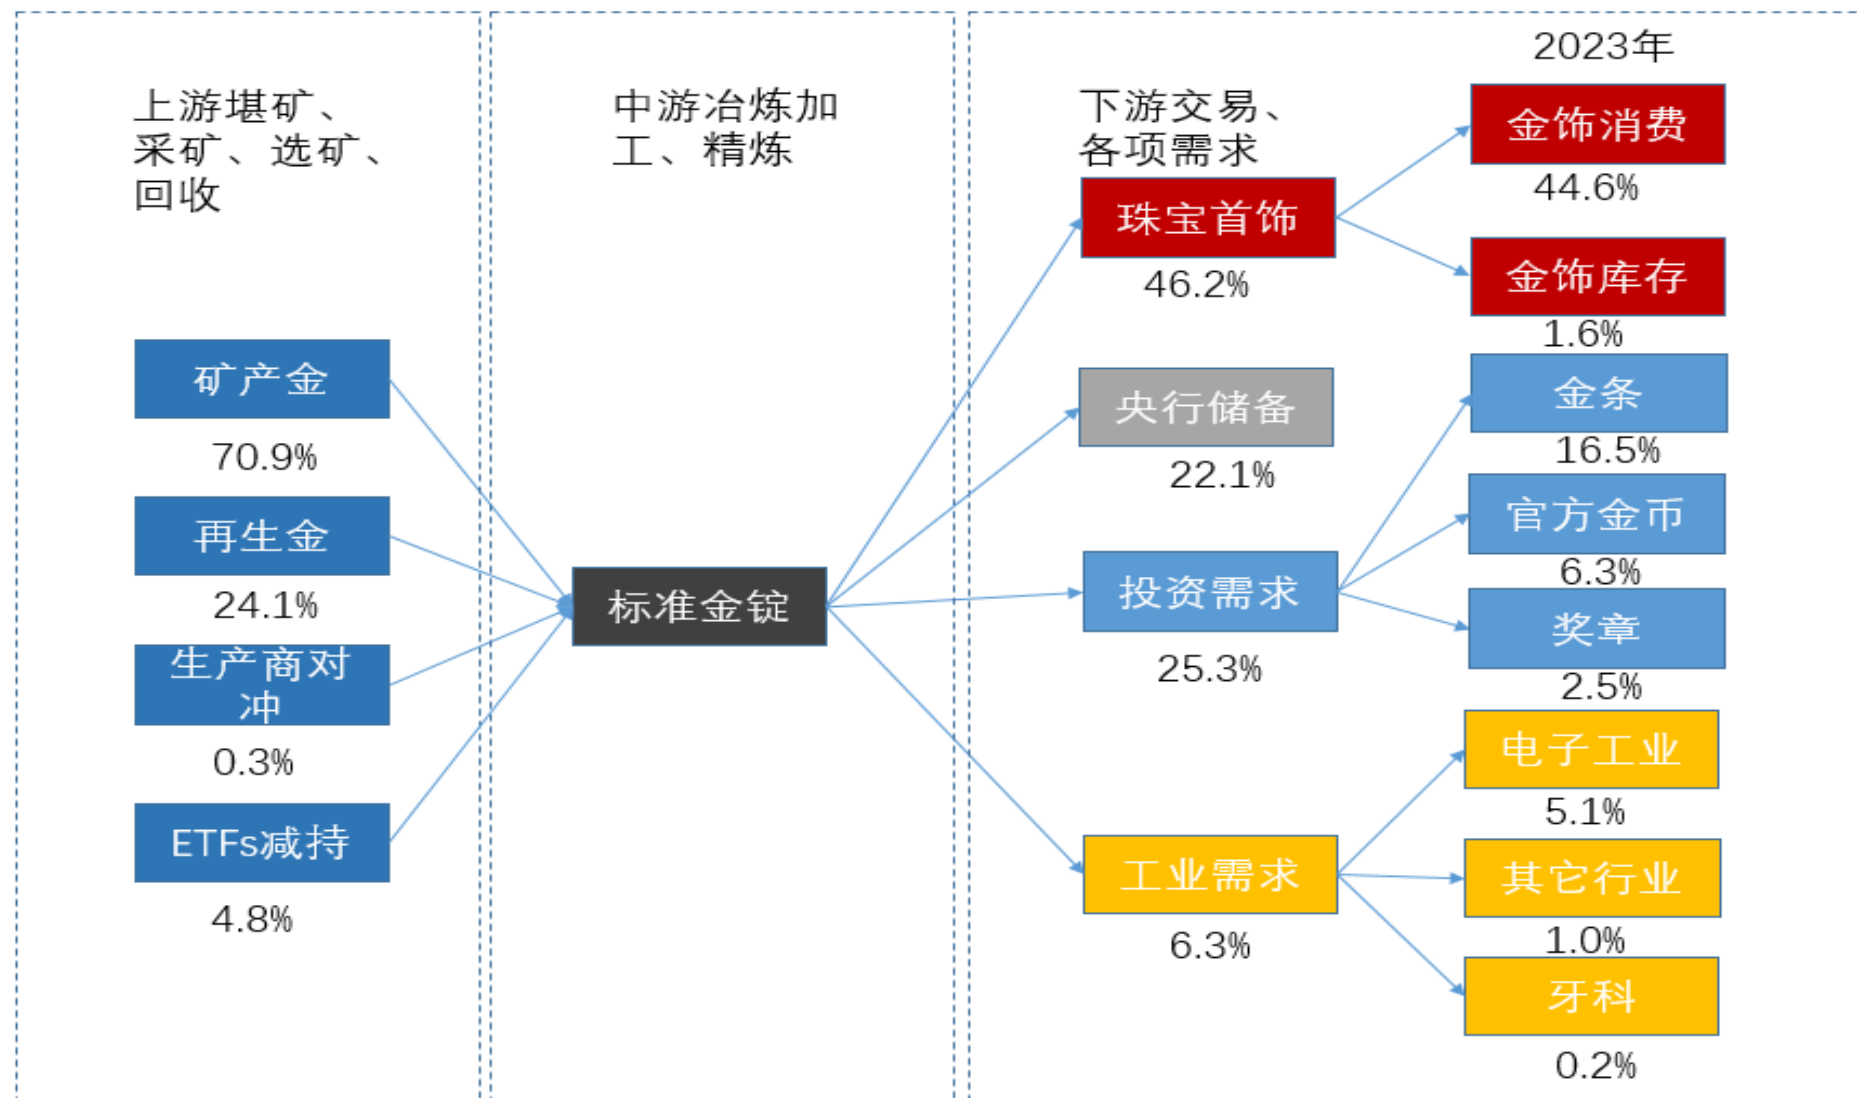 上游堪矿、
采矿、选矿、
回收
矿产金
70.9%
再生金
24.1%
生产商对
冲
0.3%
ETFs减持
4.8%
中游冶炼加
工、精炼
标准金锭
下游交易、
各项需求
珠宝首饰
46.2%
央行储备
22.1%
投资需求
25.3%
工业需求
6.3%
2023年
金饰消费
44.6%
金饰库存
1.6%
金条
16.5%
官方金币
6.3%
奖章
2.5%
电子工业
5.1%
其它行业
1.0%
牙科
0.2%